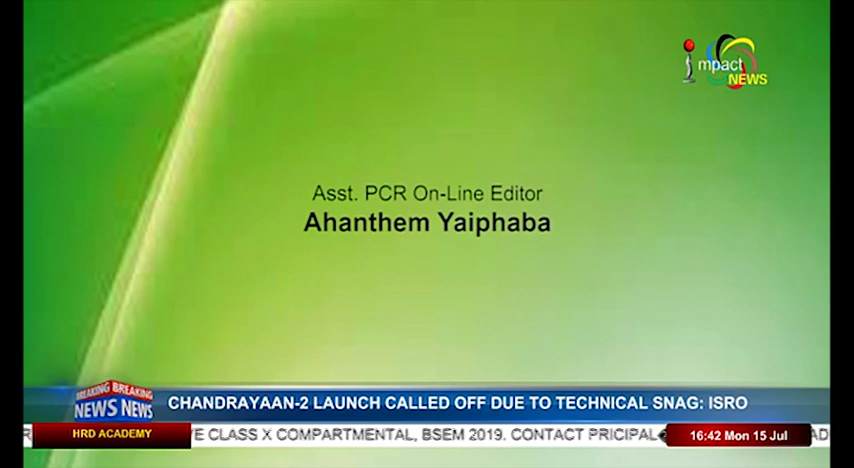 impact
NEWS
Asst. PCR On-Line Editor
Ahanthem Yaiphaba
BREAKING BREAKING
NEWS NEWS
CHANDRAYAAN-2 LAUNCH CALLED OFF DUE TO TECHNICAL SNAG: ISRO
HRD ACADEMY
CLASS X COMPARTMENTAL, BSEM 2019. CONTACT PRICIPAL
16:42 Mon 15 Jul